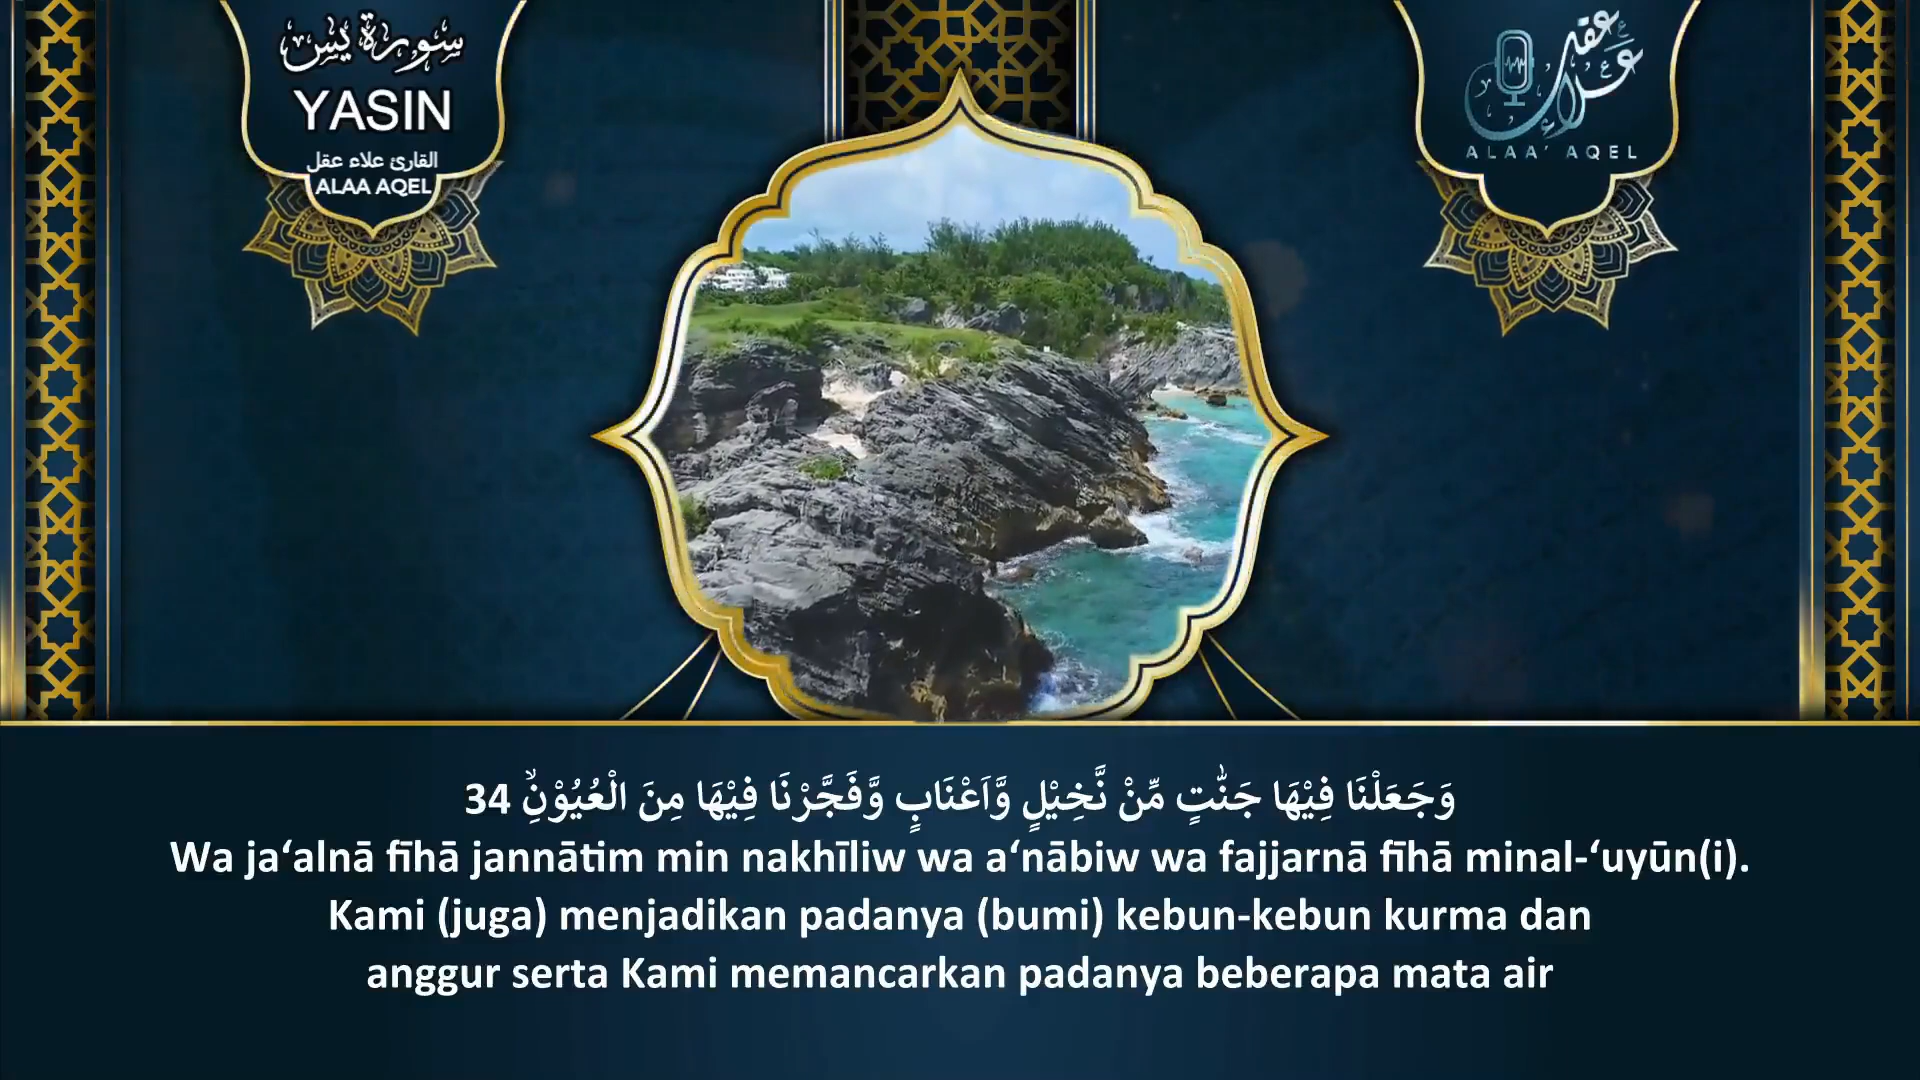 سورة يس
YASIN
القارئ علاء عقل
ALAA AQEL
علاء عقل
ALAA' AQEL
وَجَعَلْنَا فِيْهَا جَنّٰتٍ مِّنْ نَّخِيْلٍ وَّاَعْنَابٍ وَّفَجَّرْنَا فِيْهَا مِنَ الْعُيُوْنِۙ 34
Wa ja‘alnā fīhā jannātim min nakhīliw wa a‘nābiw wa fajjarnā fīhā minal-‘uyūn(i).
Kami (juga) menjadikan padanya (bumi) kebun-kebun kurma dan
anggur serta Kami memancarkan padanya beberapa mata air